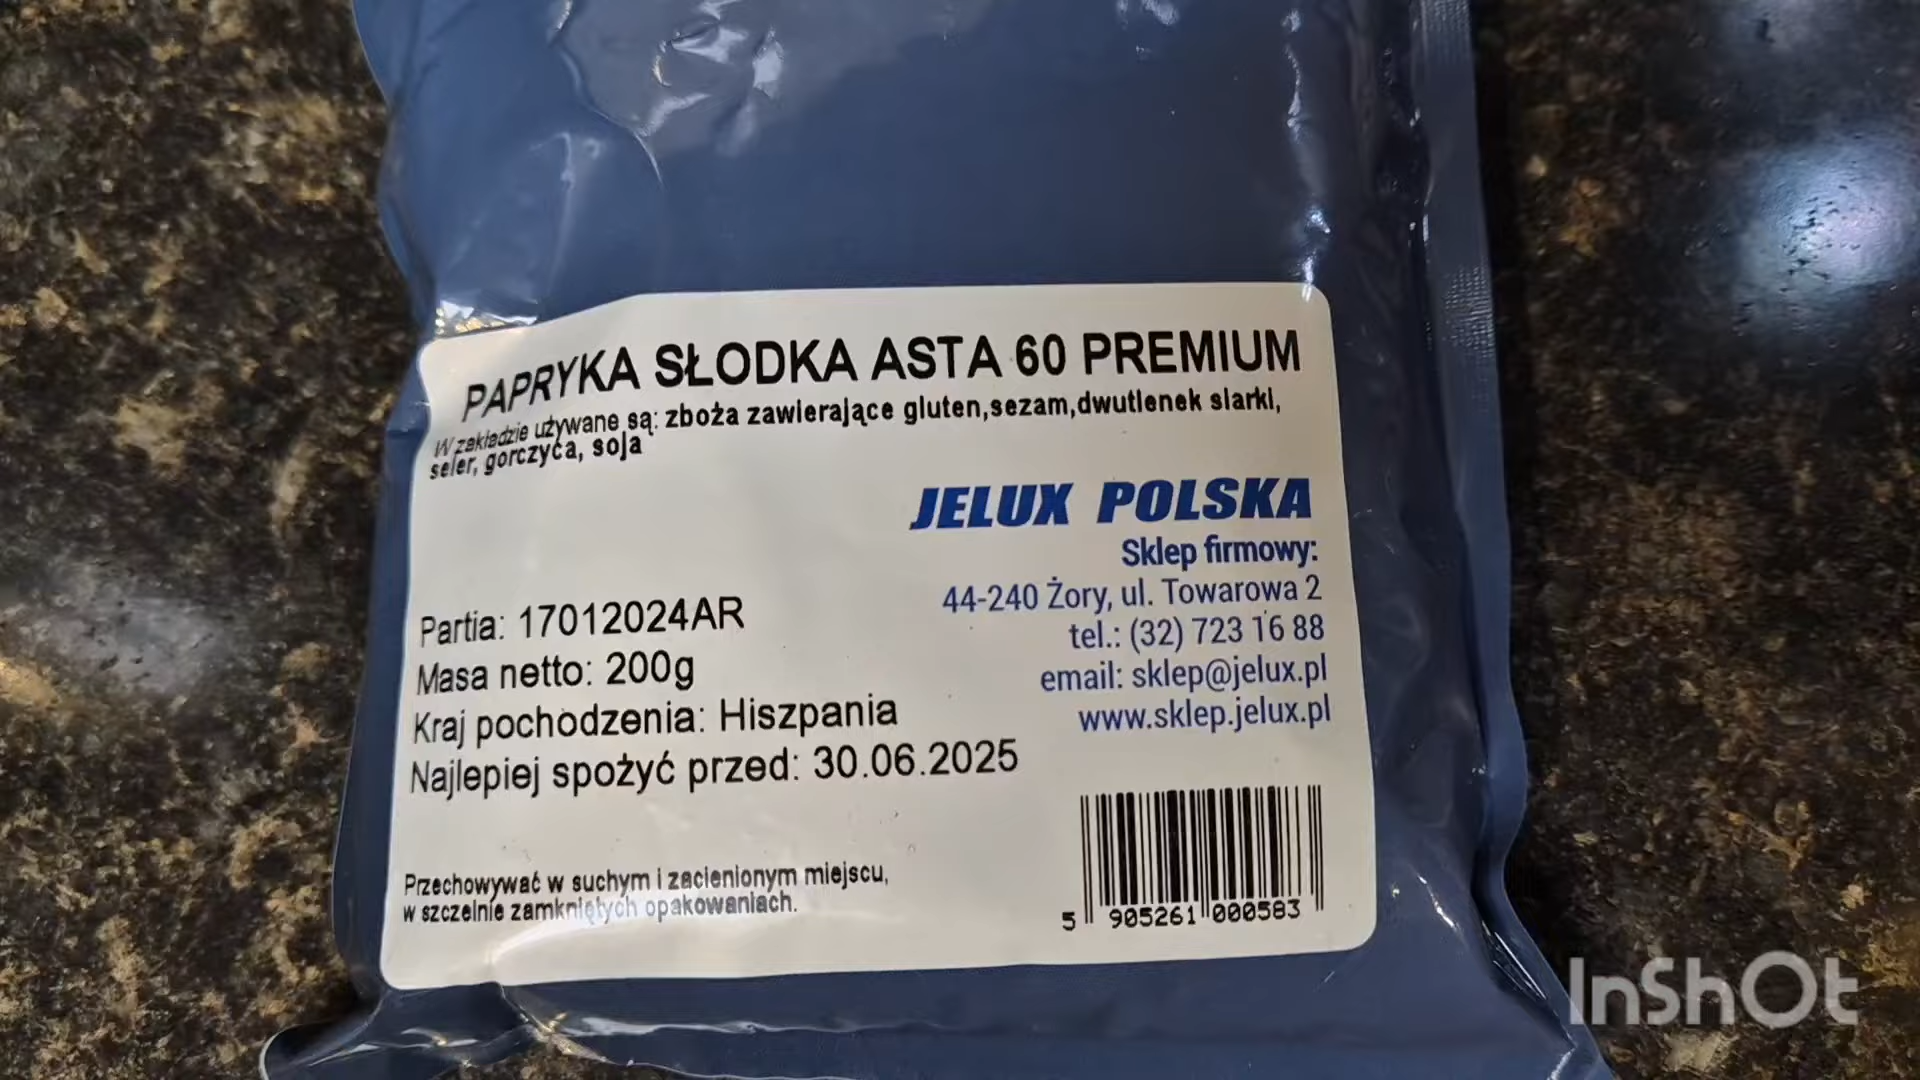 PAPRYKA SŁODKA ASTA 60 PREMIUM
W zakładzie używane są: zboża zawierające gluten,sezam,dwutlenek siarki,
seler, gorczyca, soja
JELUX POLSKA
Sklep firmowy:
44-240 Żory, ul. Towarowa 2
tel.: (32) 723 16 88
email: sklep@jelux.pl
www.sklep.jelux.pl
Partia: 17012024AR
Masa netto: 200g
Kraj pochodzenia: Hiszpania
Najlepiej spożyć przed: 30.06.2025
Przechowywać w suchym i zacienionym miejscu,
w szczelnie zamkniętych opakowaniach.
5 905261 000583
InShOt